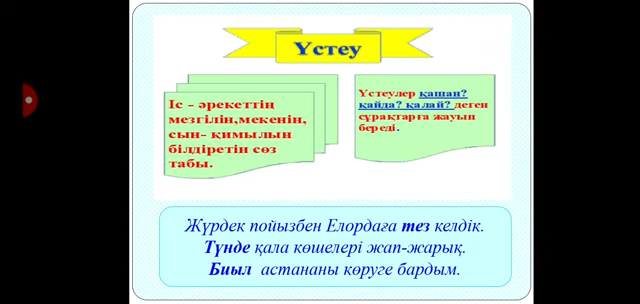 Үстеу
Іс - әрекеттің
мезгілін,мекенін,
сын- қимылын
білдіретін сөз
табы.
Үстеулер қашан?
қайда? қалай? деген
сұрақтарға жауып
береді.
Жүрдек пойызбен Елордаға тез келдік.
Түнде қала көшелері жап-жарық.
Биыл астананы көруге бардым.